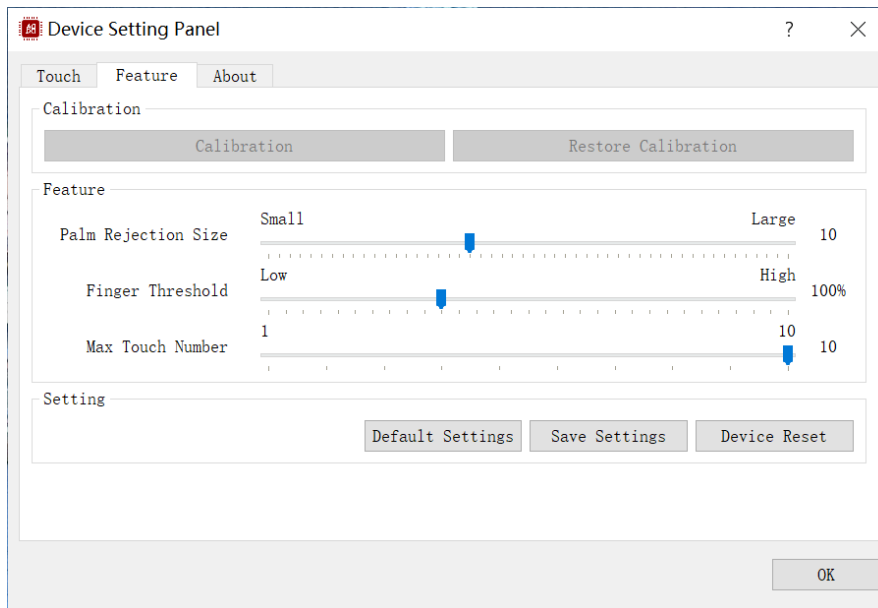 Device Setting Panel
?
Touch Feature About
Calibration
Calibration Restore Calibration
Feature
Small Large
Palm Rejection Size 10
Low High
Finger Threshold 100%
1 10
Max Touch Number 10
Setting
Default Settings Save Settings Device Reset
OK